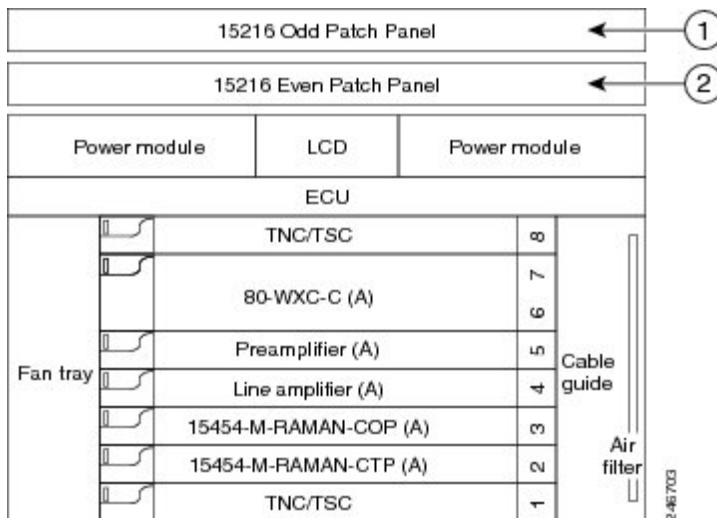 15216 Odd Patch Panel
1
15216 Even Patch Panel
2
Power module
LCD
Power module
ECU
TNC/TSC
8
7
80-WXC-C (A)
6
Preamplifier (A)
5
Line amplifier (A)
4
15454-M-RAMAN-COP (A)
3
15454-M-RAMAN-CTP (A)
2
TNC/TSC
1
Fan tray
Cable
guide
Air
filter
246703